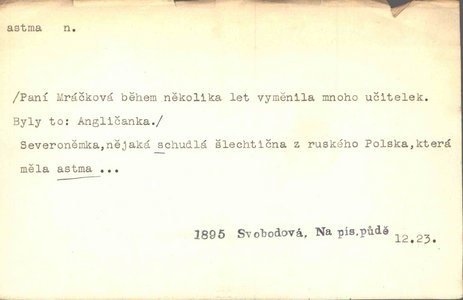 astma n.
/Paní Mráčková během několika let vyměnila mnoho učitelek.
Byly to: Angličanka./
Severoněmka,nějaká schudlá šlechtična z ruského Polska,která
měla astma ...
1895 Svobodová, Na pís.půdě 12.23.